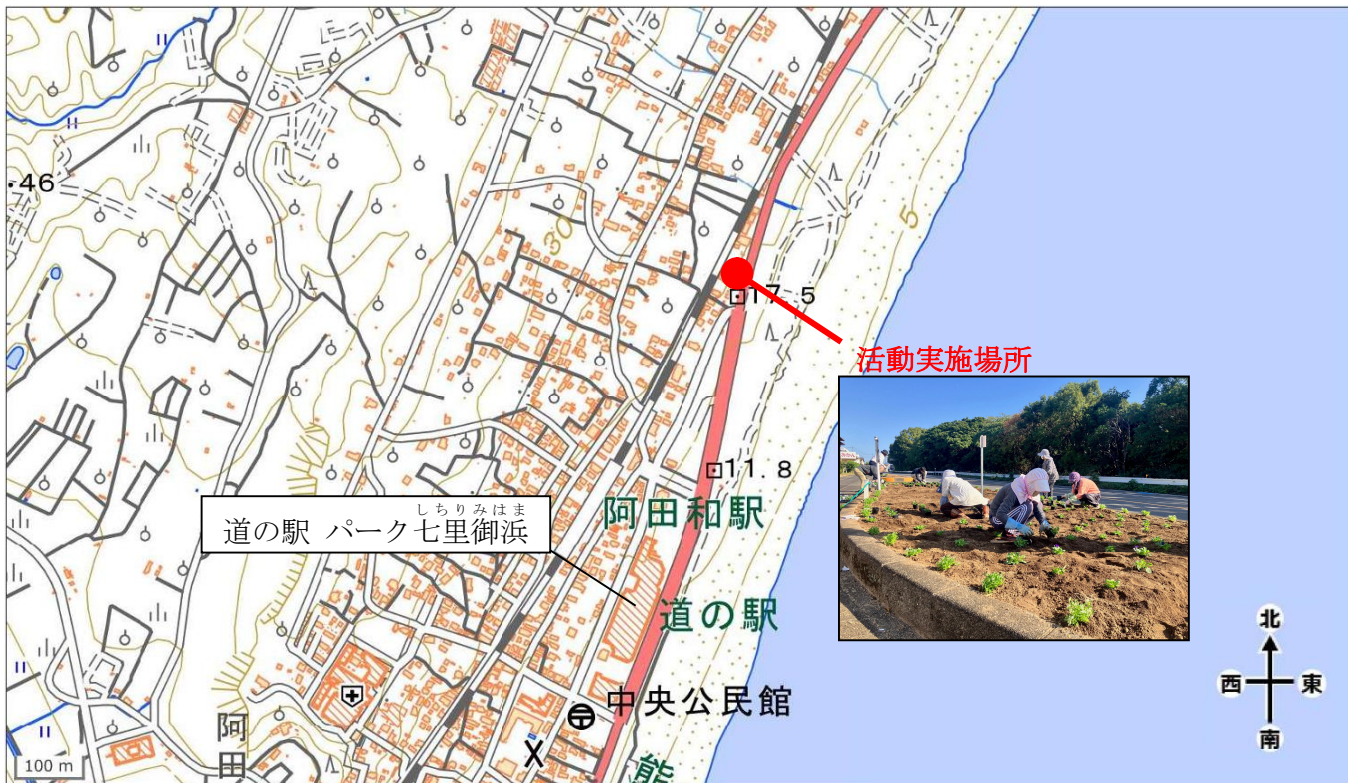 46
30
5
17.5
活動実施場所
11.8
阿田和駅
しちりみはま
道の駅 パーク七里御浜
道の駅
中央公民館
阿田
熊
100 m
北
西 東
南